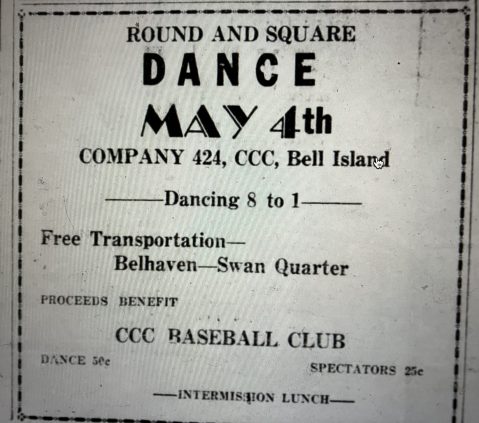 ROUND AND SQUARE
DANCE
MAY 4th
COMPANY 424, CCC, Bell Island
Dancing 8 to 1
Free Transportation—
Belhaven—Swan Quarter
PROCEEDS BENEFIT
CCC BASEBALL CLUB
DANCE 50c
SPECTATORS 25c
—INTERMISSION LUNCH—